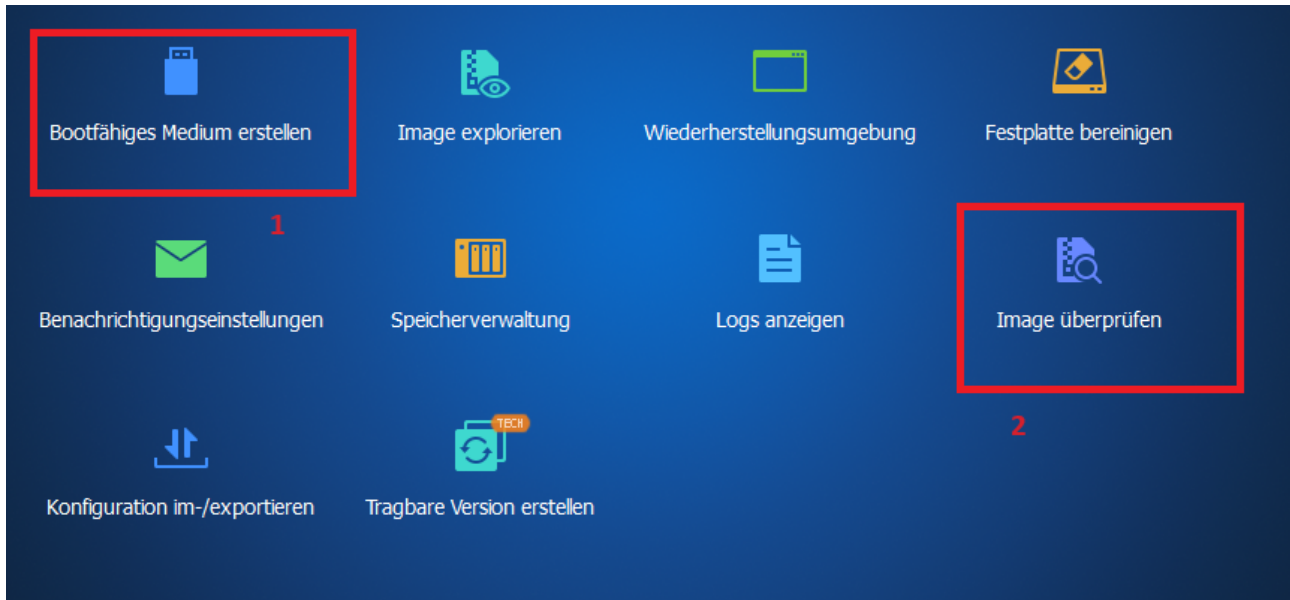 Bootfähiges Medium erstellen
Image explorieren
Wiederherstellungsumgebung
Festplatte bereinigen
1
Benachrichtigungseinstellungen
Speicherverwaltung
Logs anzeigen
Image überprüfen
2
TECH
Konfiguration im-/exportieren
Tragbare Version erstellen